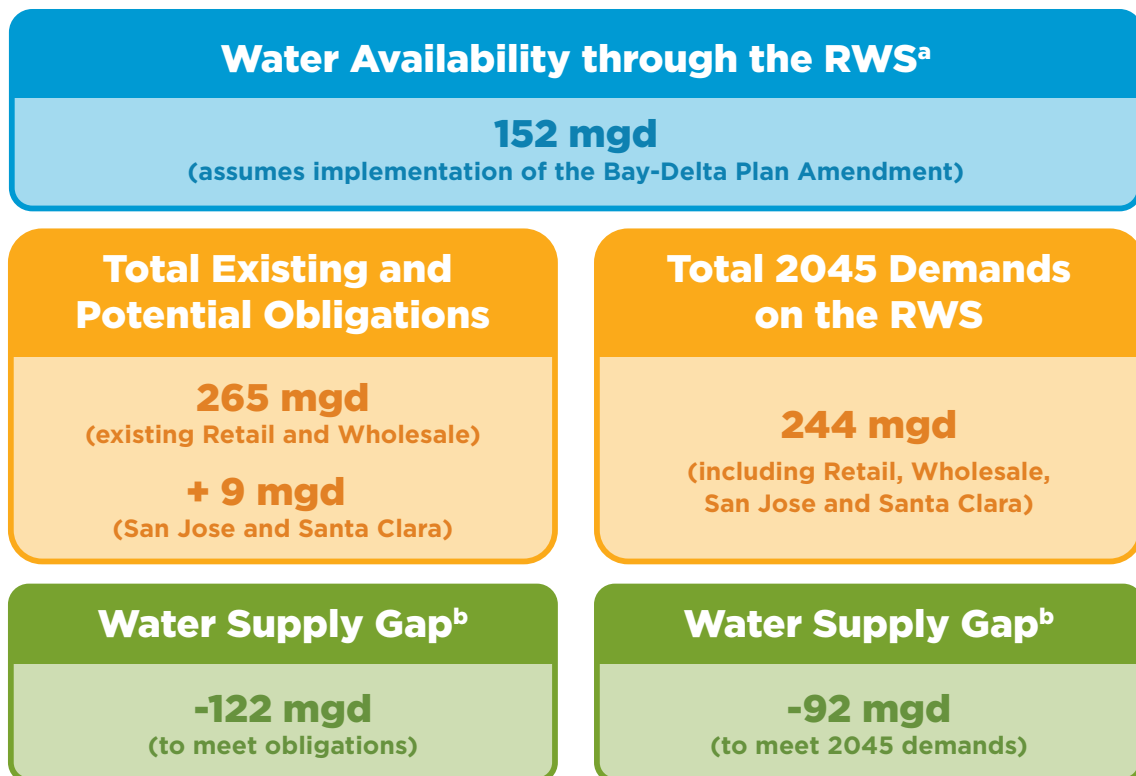 Water Availability through the RWSᵃ
152 mgd
(assumes implementation of the Bay-Delta Plan Amendment)
Total Existing and
Potential Obligations
265 mgd
(existing Retail and Wholesale)
+ 9 mgd
(San Jose and Santa Clara)
Total 2045 Demands
on the RWS
244 mgd
(including Retail, Wholesale,
San Jose and Santa Clara)
Water Supply Gapᵇ
-122 mgd
(to meet obligations)
Water Supply Gapᵇ
-92 mgd
(to meet 2045 demands)